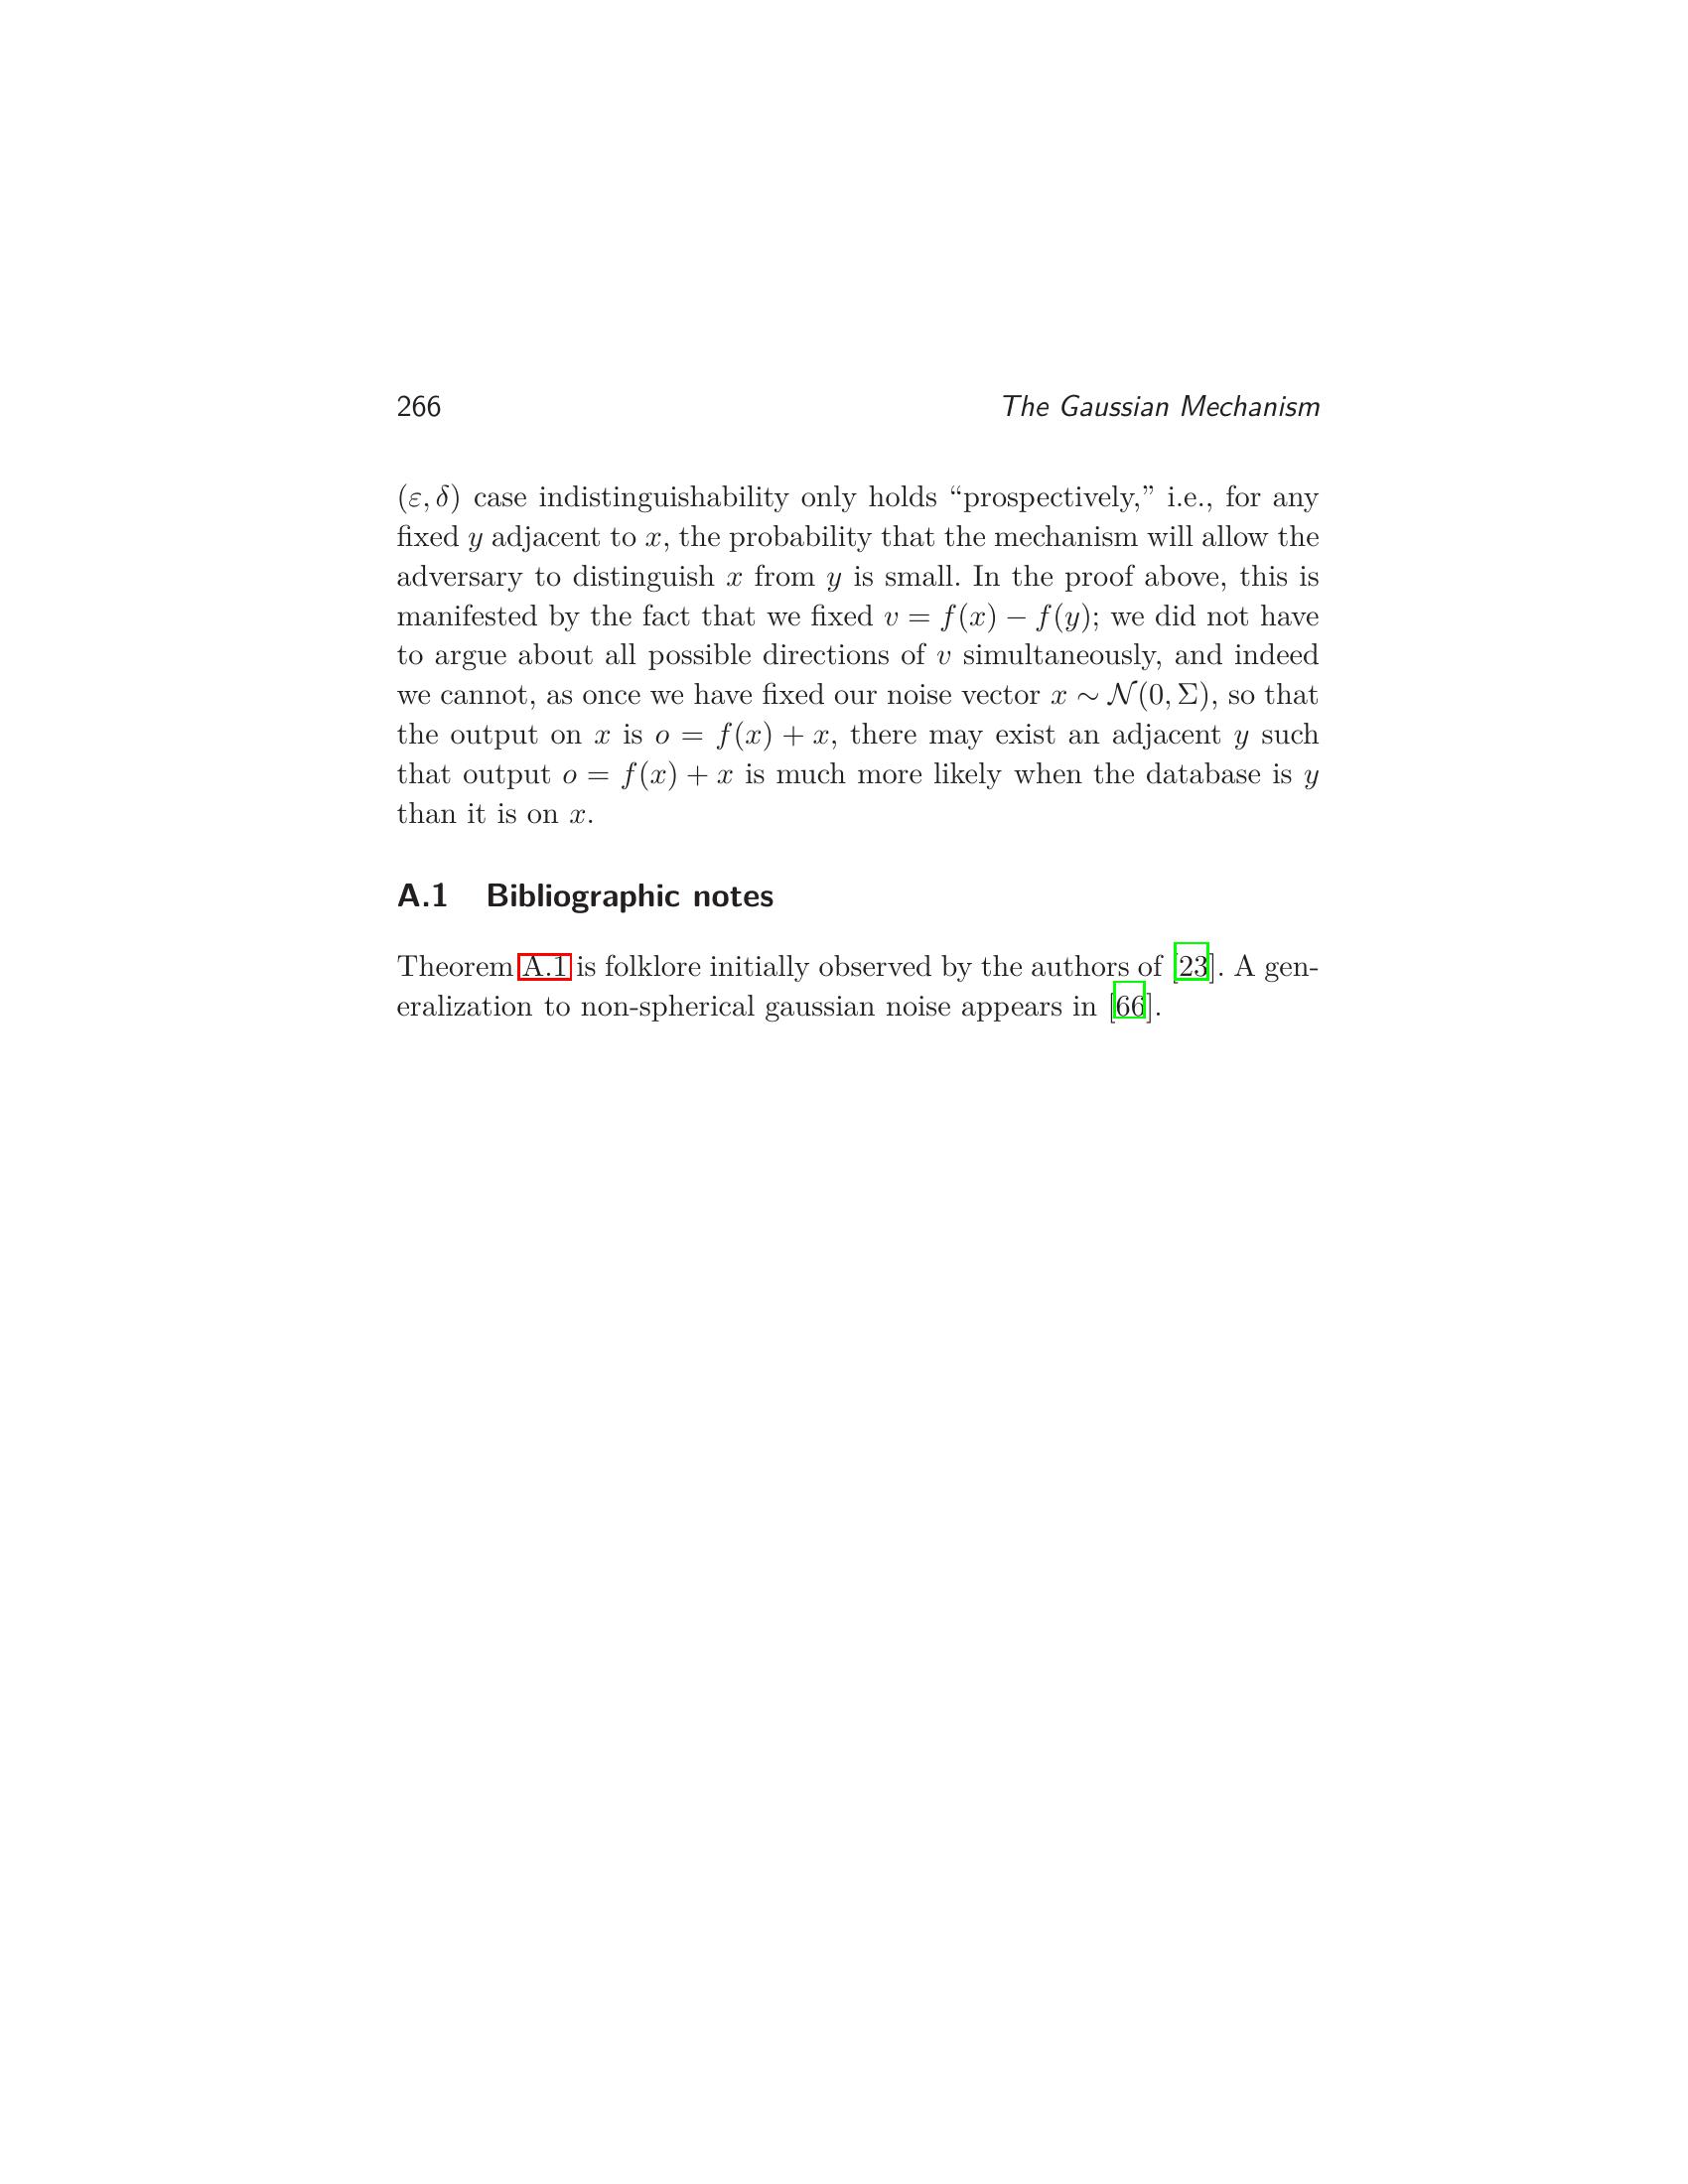 266 The Gaussian Mechanism
(ε, δ) case indistinguishability only holds “prospectively,” i.e., for any
fixed y adjacent to x, the probability that the mechanism will allow the
adversary to distinguish x from y is small. In the proof above, this is
manifested by the fact that we fixed v = f(x) − f(y); we did not have
to argue about all possible directions of v simultaneously, and indeed
we cannot, as once we have fixed our noise vector x ∼ 𝒩(0, Σ), so that
the output on x is o = f(x) + x, there may exist an adjacent y such
that output o = f(x) + x is much more likely when the database is y
than it is on x.
A.1 Bibliographic notes
Theorem A.1 is folklore initially observed by the authors of [23]. A gen-
eralization to non-spherical gaussian noise appears in [66].